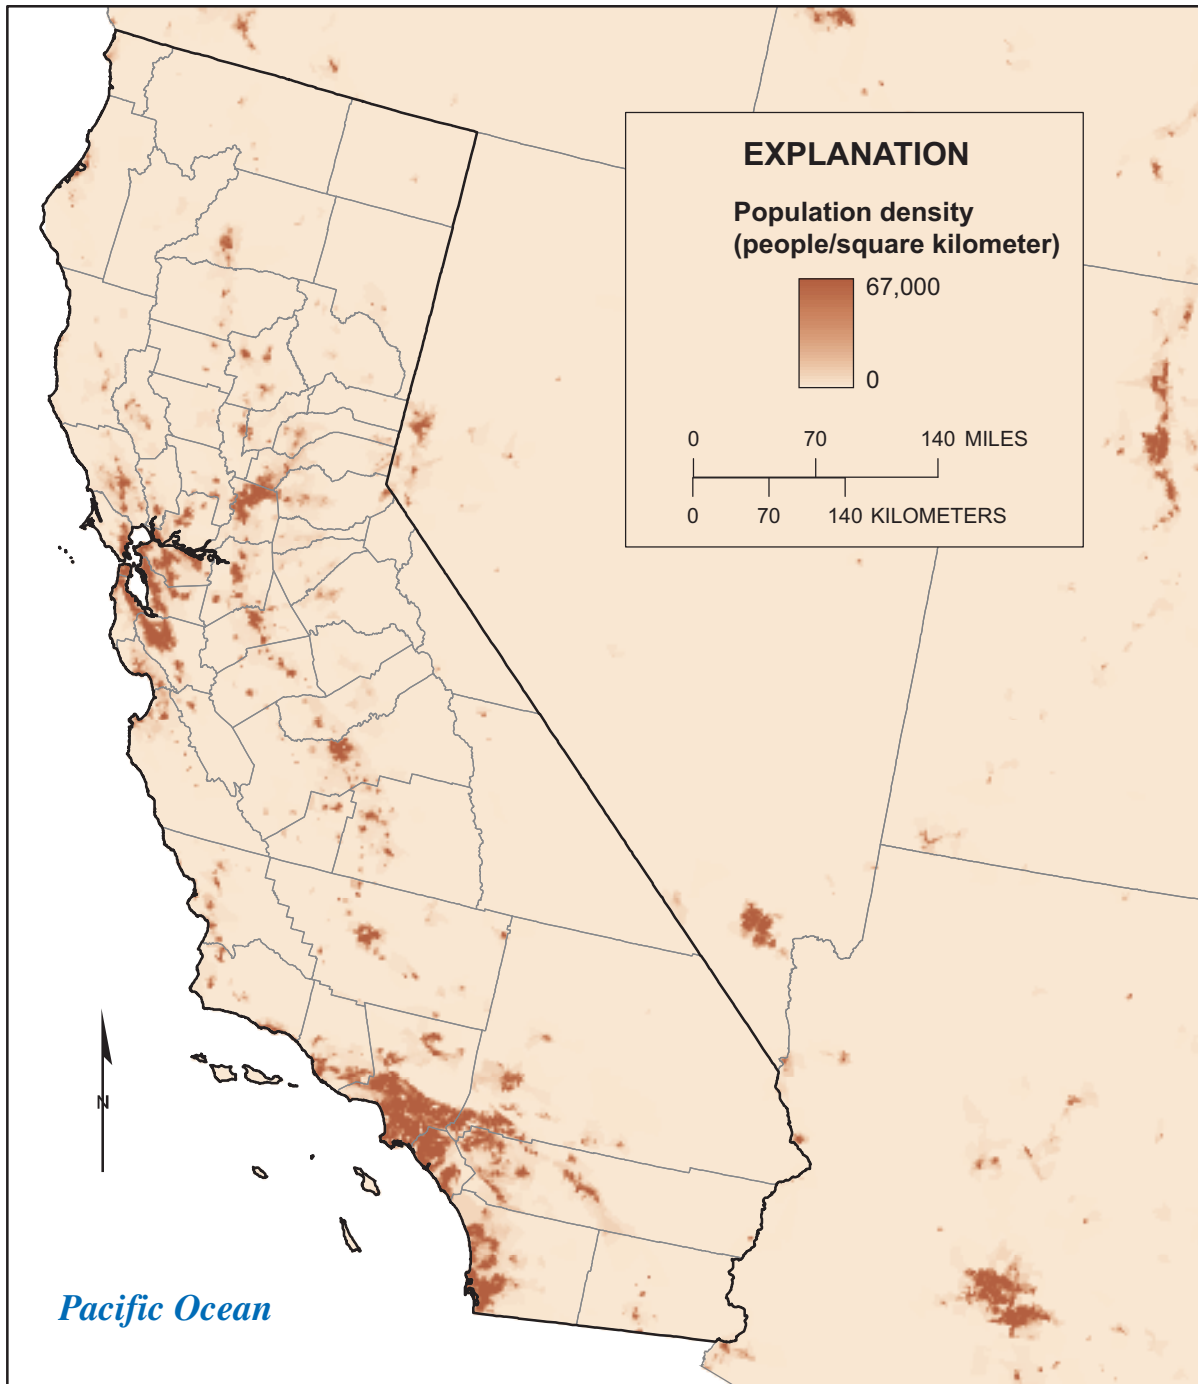 EXPLANATION
Population density
(people/square kilometer)
67,000
0
0 70 140 MILES
0 70 140 KILOMETERS
N
Pacific Ocean